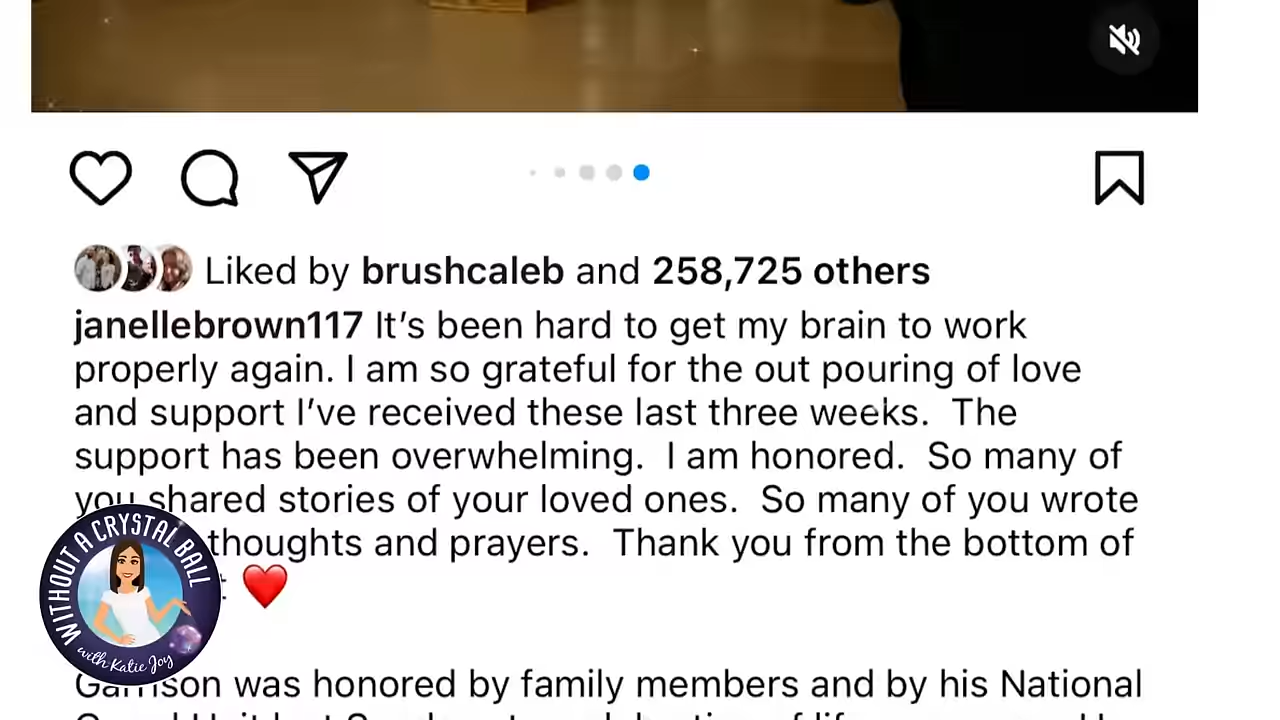 Liked by brushcaleb and 258,725 others
janellebrown117 It’s been hard to get my brain to work
properly again. I am so grateful for the out pouring of love
and support I’ve received these last three weeks.  The
support has been overwhelming.  I am honored.  So many of
you shared stories of your loved ones.  So many of you wrote
thoughts and prayers.  Thank you from the bottom of
❤️
WITHOUT A CRYSTAL BALL
with Katie Joy
Garrison was honored by family members and by his National